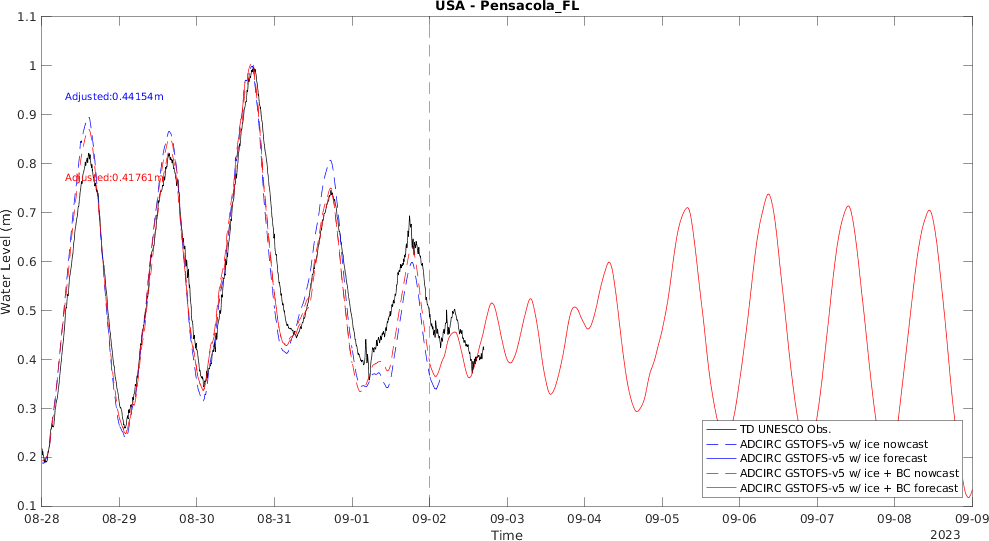 USA - Pensacola_FL
1.1
1
0.9
0.8
0.7
0.6
0.5
0.4
0.3
0.2
0.1
Water Level (m)
Adjusted:0.44154m
Adjusted:0.41761m
TD UNESCO Obs.
ADCIRC GSTOFS-v5 w/ ice nowcast
ADCIRC GSTOFS-v5 w/ ice forecast
ADCIRC GSTOFS-v5 w/ ice + BC nowcast
ADCIRC GSTOFS-v5 w/ ice + BC forecast
08-28 08-29 08-30 08-31 09-01 09-02 09-03 09-04 09-05 09-06 09-07 09-08 09-09
Time
2023